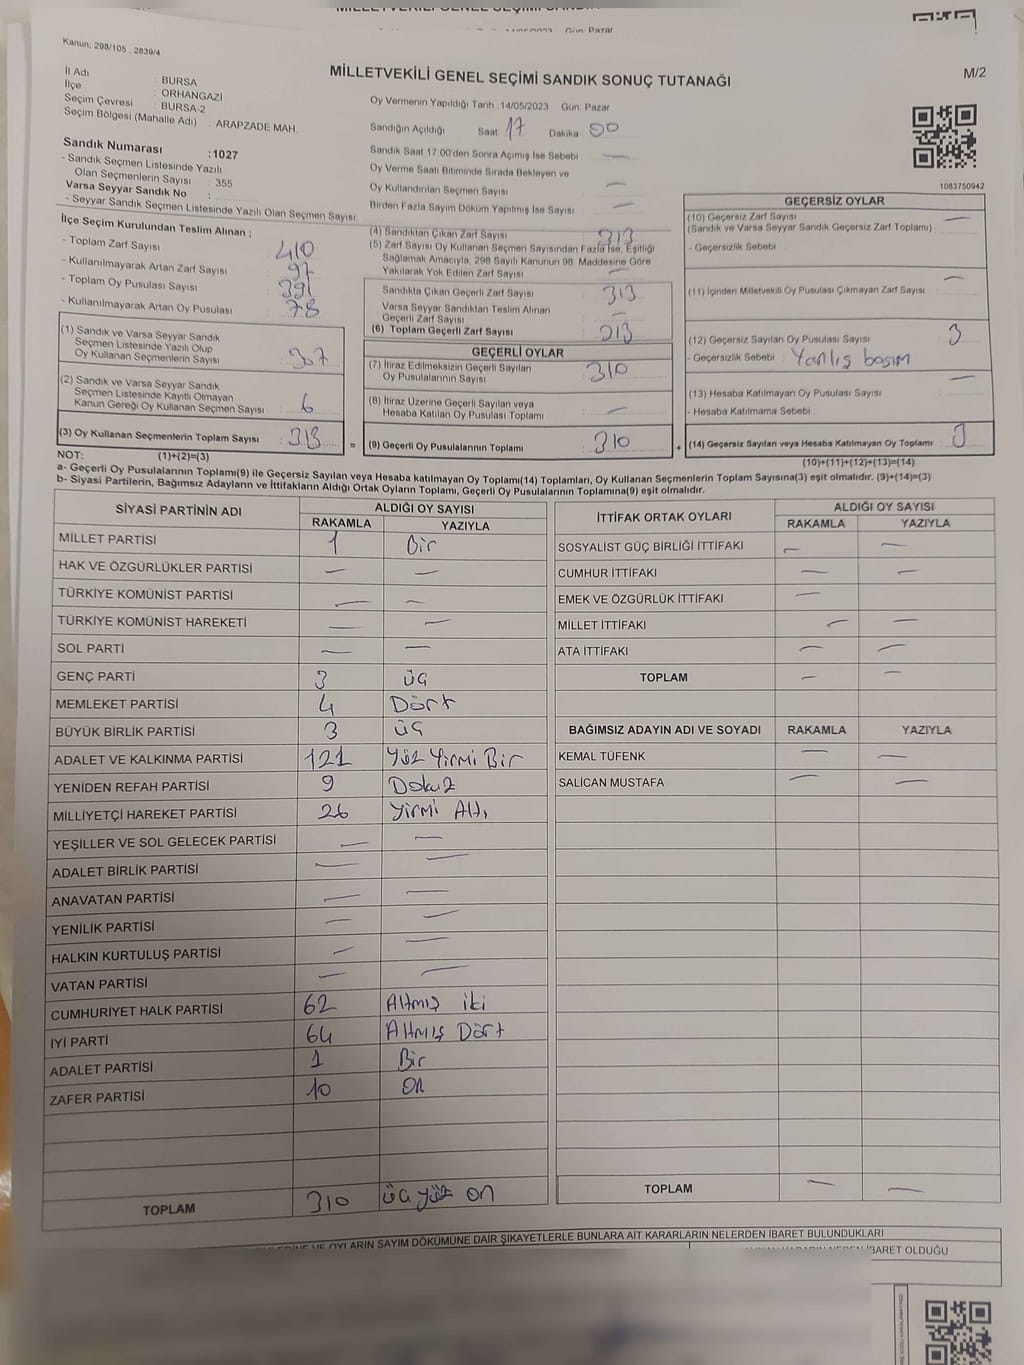 Kanun, 298/105 , 2839/4
MİLLETVEKİLİ GENEL SEÇİMİ SANDIK SONUÇ TUTANAĞI
M/2
İl Adı : BURSA
İlçe : ORHANGAZİ
Seçim Çevresi : BURSA-2
Seçim Bölgesi (Mahalle Adı) : ARAPZADE MAH.
Sandık Numarası :1027
- Sandık Seçmen Listesinde Yazılı
Olan Seçmenlerin Sayısı : 355
Varsa Seyyar Sandık No :
- Seyyar Sandık Seçmen Listesinde Yazılı Olan Seçmen Sayısı
Oy Vermenin Yapıldığı Tarih : 14/05/2023 Gün: Pazar
Sandığın Açıldığı Saat: 17 Dakika : 00
Sandık Saat 17:00'den Sonra Açımış İse Sebebi —
Oy Verme Saati Bitiminde Sırada Bekleyen ve
Oy Kullandırılan Seçmen Sayısı —
Birden Fazla Sayım Döküm Yapılmış İse Sayısı —
1083750942
İlçe Seçim Kurulundan Teslim Alınan ;
- Toplam Zarf Sayısı : 410
- Kullanılmayarak Artan Zarf Sayısı : 97
- Toplam Oy Pusulası Sayısı : 391
- Kullanılmayarak Artan Oy Pusulası : 78
(1) Sandık ve Varsa Seyyar Sandık
Seçmen Listesinde Yazılı Olup
Oy Kullanan Seçmenlerin Sayısı : 307
(2) Sandık ve Varsa Seyyar Sandık
Seçmen Listesinde Kayıtlı Olmayan
Kanun Gereği Oy Kullanan Seçmen Sayısı : 6
(3) Oy Kullanan Seçmenlerin Toplam Sayısı : 313
(4) Sandıktan Çıkan Zarf Sayısı : 313
(5) Zarf Sayısı Oy Kullanan Seçmen Sayısından Fazla İse, Eşitliği
Sağlamak Amacıyla, 298 Sayılı Kanunun 98. Maddesine Göre
Yakılarak Yok Edilen Zarf Sayısı : —
Sandıkta Çıkan Geçerli Zarf Sayısı : 313
Varsa Seyyar Sandıktan Teslim Alınan
Geçerli Zarf Sayısı : —
(6) Toplam Geçerli Zarf Sayısı : 313
GEÇERLİ OYLAR
(7) İtiraz Edilmeksizin Geçerli Sayılan
Oy Pusulalarının Sayısı : 310
(8) İtiraz Üzerine Geçerli Sayılan veya
Hesaba Katılan Oy Pusulası Toplamı : —
= (9) Geçerli Oy Pusulalarının Toplamı : 310 +
GEÇERSİZ OYLAR
(10) Geçersiz Zarf Sayısı —
(Sandık ve Varsa Seyyar Sandık Geçersiz Zarf Toplamı)
- Geçersizlik Sebebi :
(11) İçinden Milletvekili Oy Pusulası Çıkmayan Zarf Sayısı : —
(12) Geçersiz Sayılan Oy Pusulası Sayısı : 3
- Geçersizlik Sebebi : Yanlış basım
(13) Hesaba Katılmayan Oy Pusulası Sayısı : —
- Hesaba Katılmama Sebebi :
(14) Geçersiz Sayılan veya Hesaba Katılmayan Oy Toplamı : 3
NOT: (1)+(2)=(3)
(10)+(11)+(12)+(13)=(14)
a- Geçerli Oy Pusulalarının Toplamı(9) ile Geçersiz Sayılan veya Hesaba katılmayan Oy Toplamı(14) Toplamları, Oy Kullanan Seçmenlerin Toplam Sayısına(3) eşit olmalıdır. (9)+(14)=(3)
b- Siyasi Partilerin, Bağımsız Adayların ve İttifakların Aldığı Ortak Oyların Toplamı, Geçerli Oy Pusulalarının Toplamına(9) eşit olmalıdır.
SİYASİ PARTİNİN ADI ALDIĞI OY SAYISI
RAKAMLA YAZIYLA
MİLLET PARTİSİ 1 Bir
HAK VE ÖZGÜRLÜKLER PARTİSİ — —
TÜRKİYE KOMÜNİST PARTİSİ — —
TÜRKİYE KOMÜNİST HAREKETİ — —
SOL PARTİ — —
GENÇ PARTİ 3 üç
MEMLEKET PARTİSİ 4 Dört
BÜYÜK BİRLİK PARTİSİ 3 üç
ADALET VE KALKINMA PARTİSİ 121 Yüz Yirmi Bir
YENİDEN REFAH PARTİSİ 9 Dokuz
MİLLİYETÇİ HAREKET PARTİSİ 26 Yirmi Altı
YEŞİLLER VE SOL GELECEK PARTİSİ — —
ADALET BİRLİK PARTİSİ — —
ANAVATAN PARTİSİ — —
YENİLİK PARTİSİ — —
HALKIN KURTULUŞ PARTİSİ — —
VATAN PARTİSİ — —
CUMHURİYET HALK PARTİSİ 62 Altmış iki
İYİ PARTİ 64 Altmış Dört
ADALET PARTİSİ 1 Bir
ZAFER PARTİSİ 10 on
TOPLAM 310 üç yüz on
İTTİFAK ORTAK OYLARI ALDIĞI OY SAYISI
RAKAMLA YAZIYLA
SOSYALİST GÜÇ BİRLİĞİ İTTİFAKI — —
CUMHUR İTTİFAKI — —
EMEK VE ÖZGÜRLÜK İTTİFAKI —
MİLLET İTTİFAKI — —
ATA İTTİFAKI — —
TOPLAM — —
BAĞIMSIZ ADAYIN ADI VE SOYADI RAKAMLA YAZIYLA
KEMAL TÜFENK — —
SALİCAN MUSTAFA — —
TOPLAM — —
VE OYLARIN SAYIM DÖKÜMÜNE DAİR ŞİKAYETLERLE BUNLARA AİT KARARLARIN NELERDEN İBARET BULUNDUKLARI
İBARET OLDUĞU